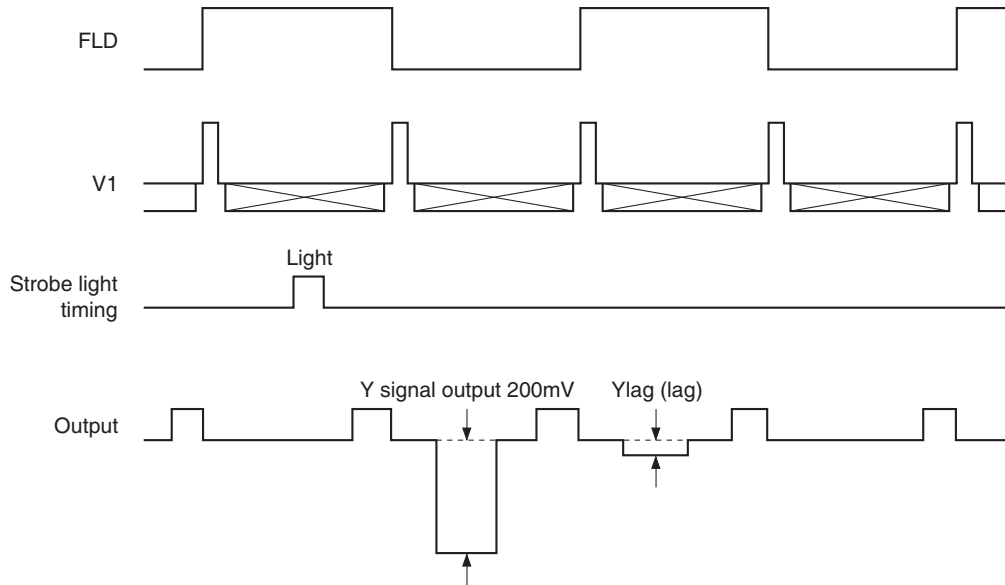 FLD
V1
Light
Strobe light
timing
Y signal output 200mV
Ylag (lag)
Output